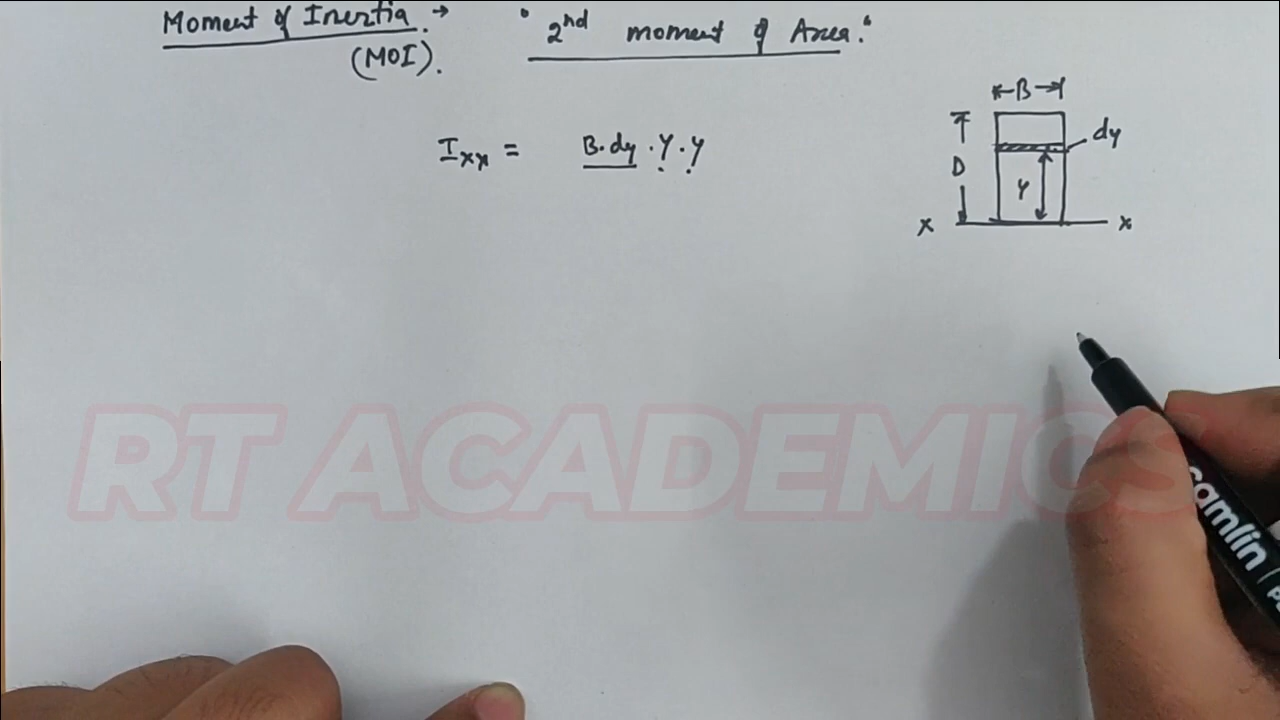 Moment of Inertia. → " 2nd moment of Area."
(MOI).
Ixx = B.dy . y . y
B
D
dy
y
x x
RT ACADEMICS
camlin